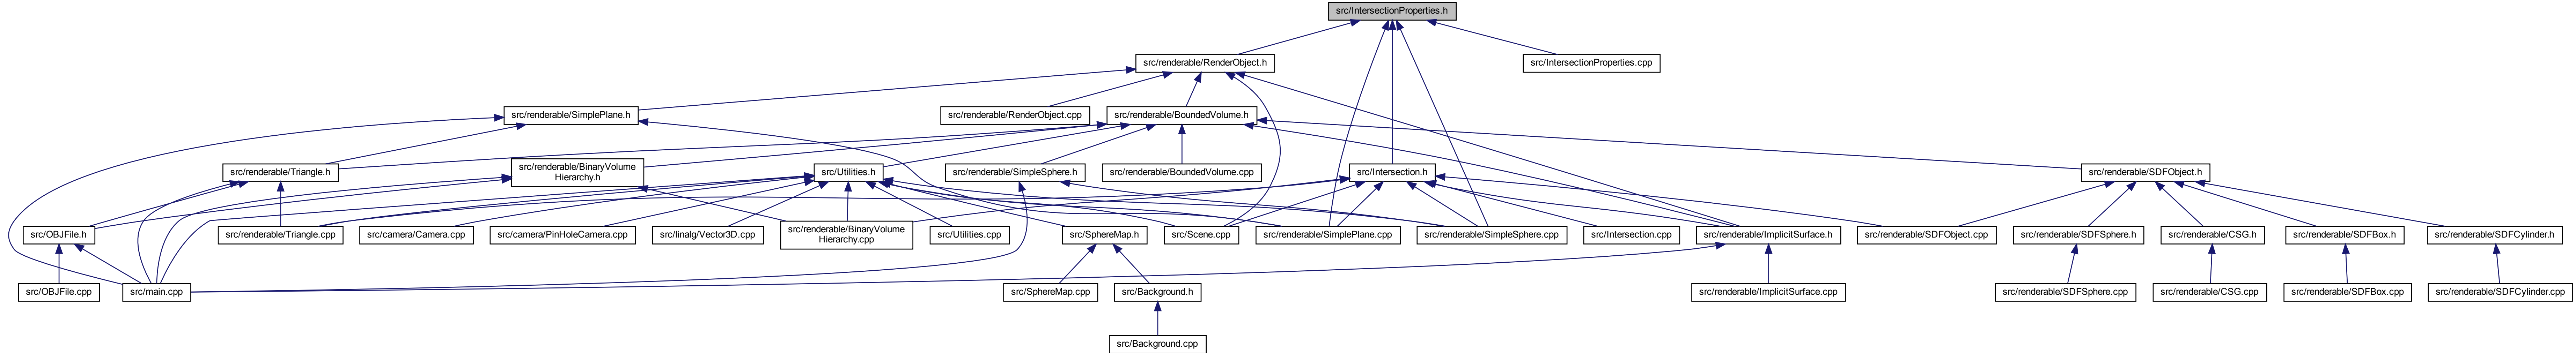 src/IntersectionProperties.h
src/renderable/RenderObject.h
src/IntersectionProperties.cpp
src/renderable/SimplePlane.h
src/renderable/RenderObject.cpp
src/renderable/BoundedVolume.h
src/renderable/Triangle.h
src/renderable/BinaryVolume
Hierarchy.h
src/Utilities.h
src/renderable/SimpleSphere.h
src/renderable/BoundedVolume.cpp
src/Intersection.h
src/renderable/SDFObject.h
src/OBJFile.h
src/renderable/Triangle.cpp
src/camera/Camera.cpp
src/camera/PinHoleCamera.cpp
src/linalg/Vector3D.cpp
src/renderable/BinaryVolume
Hierarchy.cpp
src/Utilities.cpp
src/SphereMap.h
src/Scene.cpp
src/renderable/SimplePlane.cpp
src/renderable/SimpleSphere.cpp
src/Intersection.cpp
src/renderable/ImplicitSurface.h
src/renderable/SDFObject.cpp
src/renderable/SDFSphere.h
src/renderable/CSG.h
src/renderable/SDFBox.h
src/renderable/SDFCylinder.h
src/OBJFile.cpp
src/main.cpp
src/SphereMap.cpp
src/Background.h
src/renderable/ImplicitSurface.cpp
src/renderable/SDFSphere.cpp
src/renderable/CSG.cpp
src/renderable/SDFBox.cpp
src/renderable/SDFCylinder.cpp
src/Background.cpp